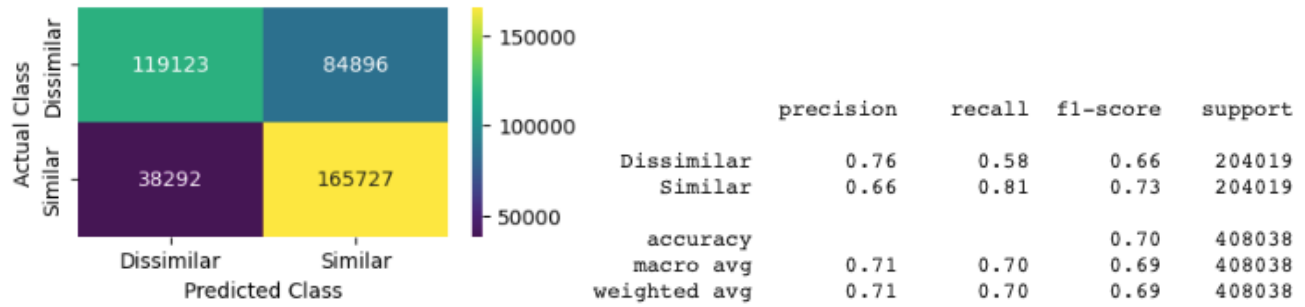 Actual Class
Dissimilar
Similar
119123 84896
38292 165727
Dissimilar Similar
Predicted Class
150000
100000
50000
precision recall f1-score support
Dissimilar 0.76 0.58 0.66 204019
Similar 0.66 0.81 0.73 204019
accuracy 0.70 408038
macro avg 0.71 0.70 0.69 408038
weighted avg 0.71 0.70 0.69 408038